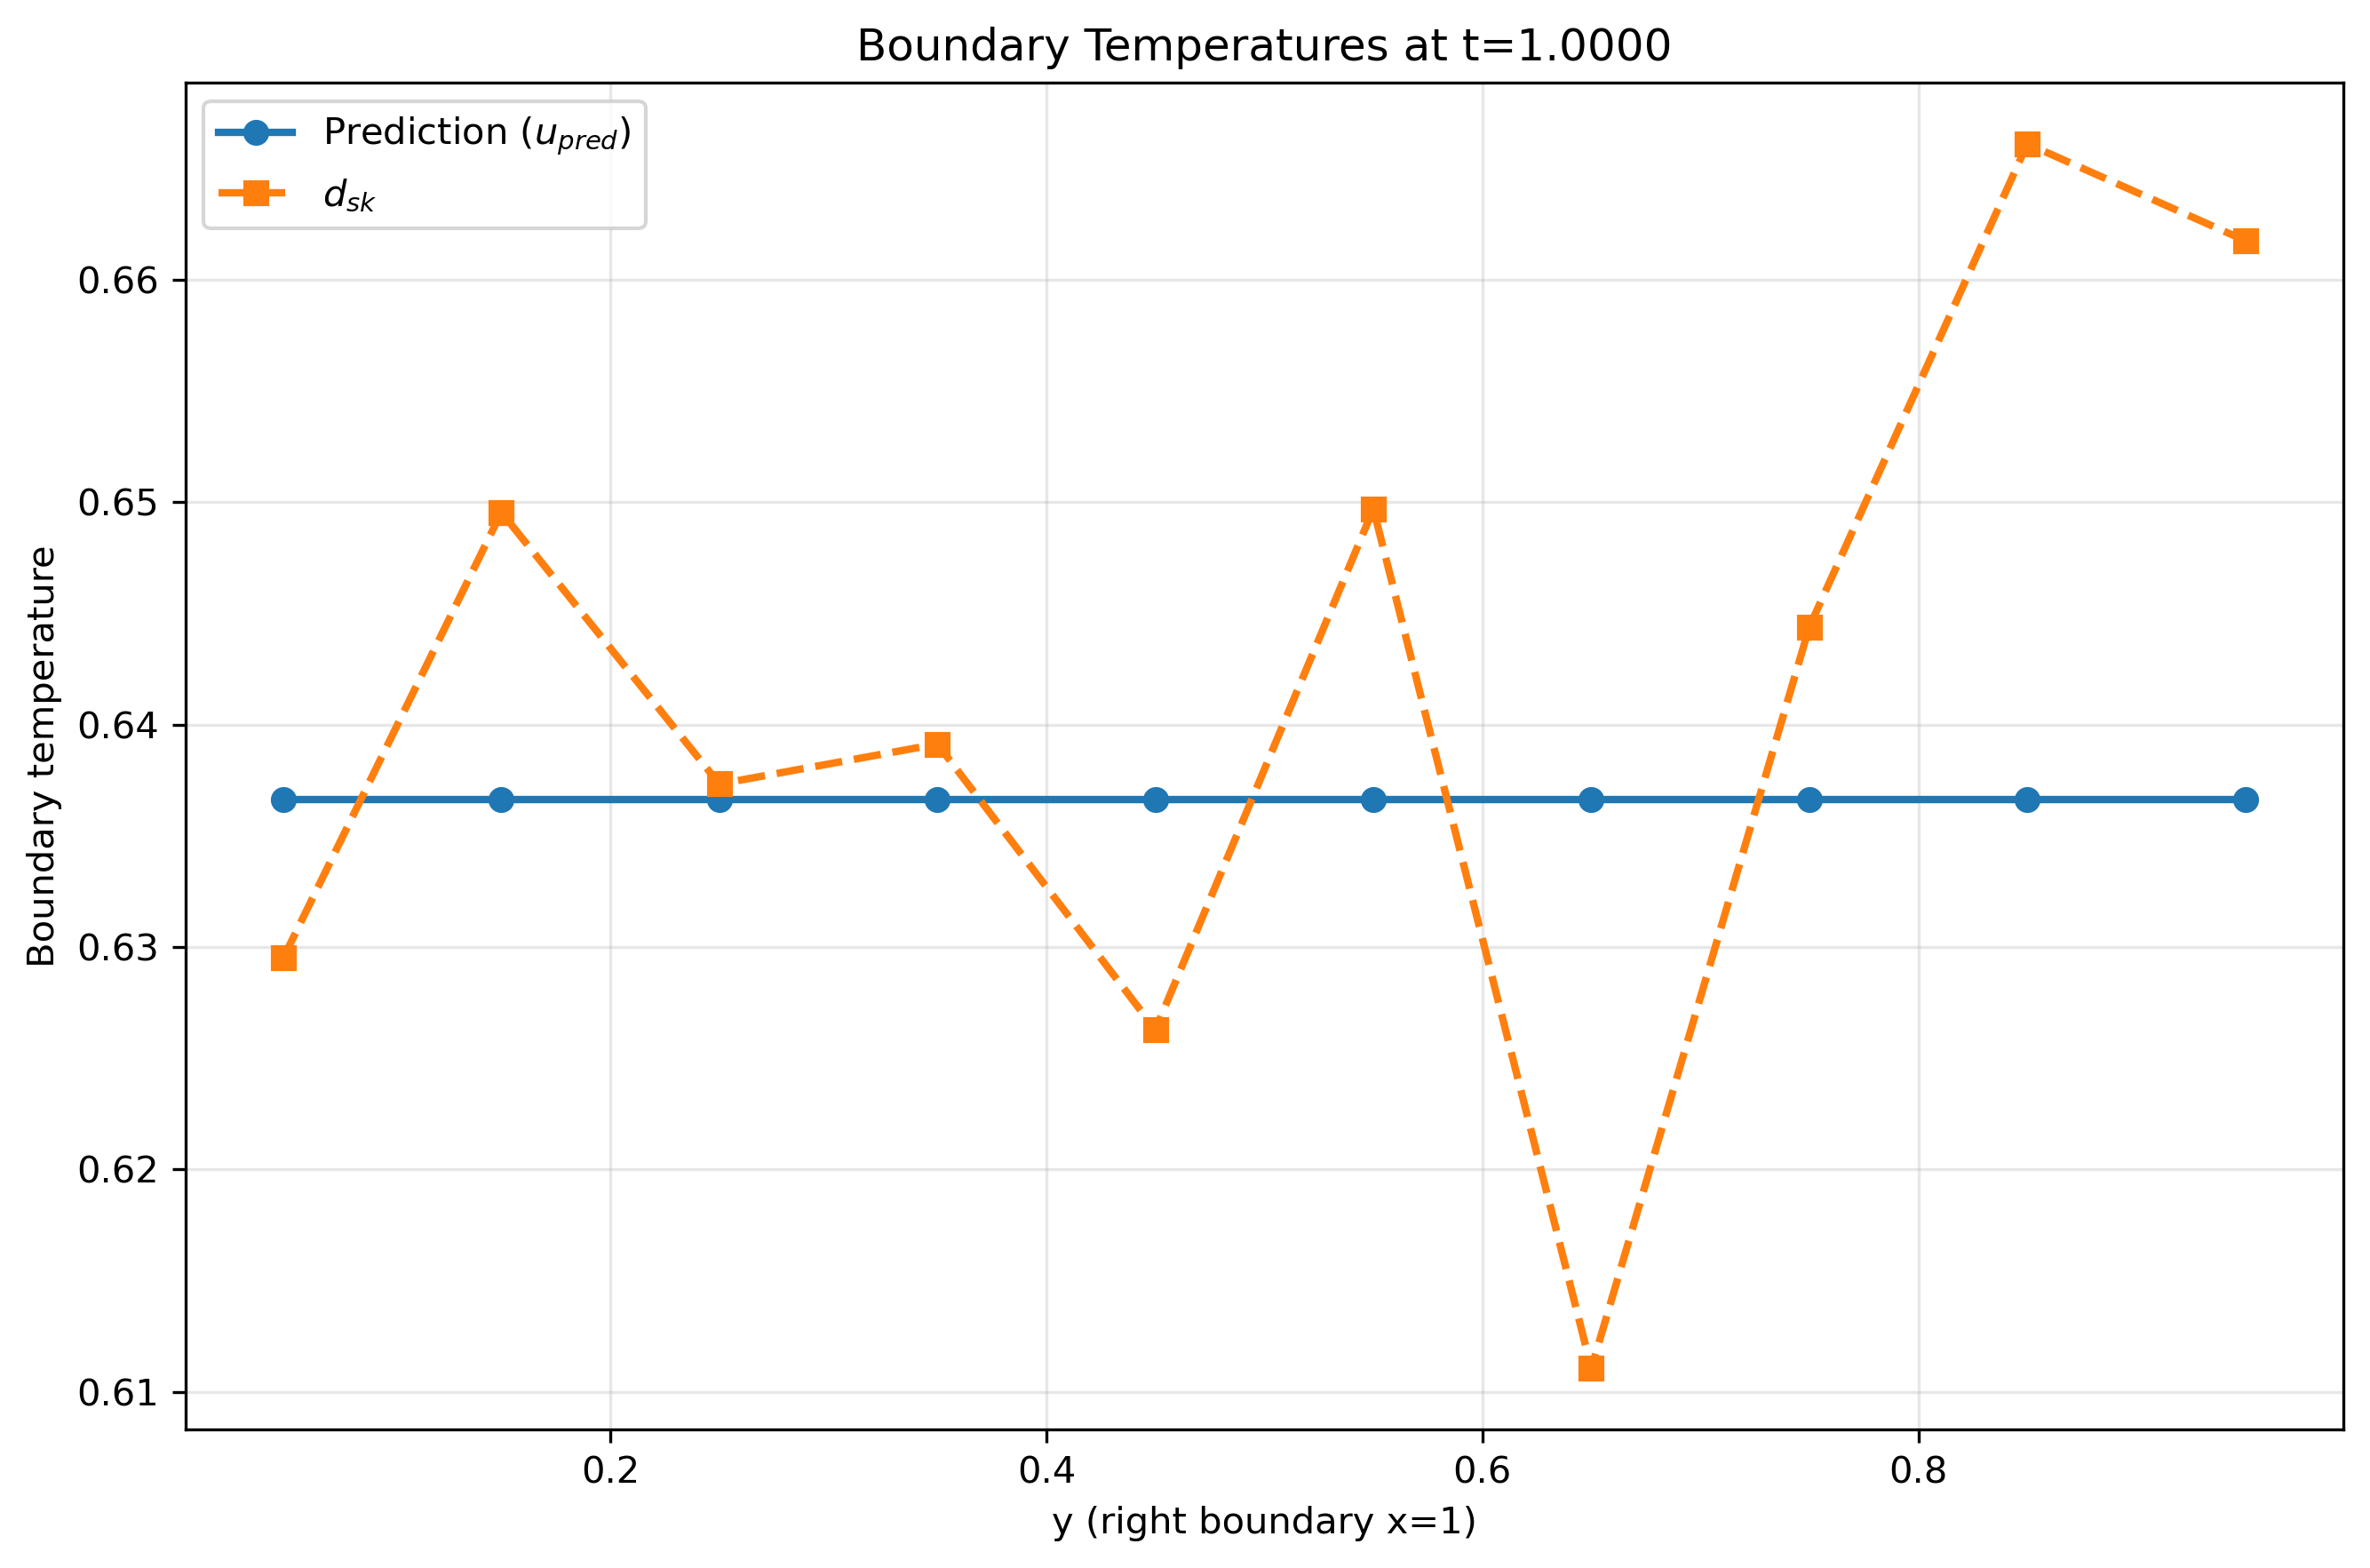 Boundary Temperatures at t=1.0000
Prediction (u_pred)
d_sk
Boundary temperature
0.66
0.65
0.64
0.63
0.62
0.61
0.2 0.4 0.6 0.8
y (right boundary x=1)